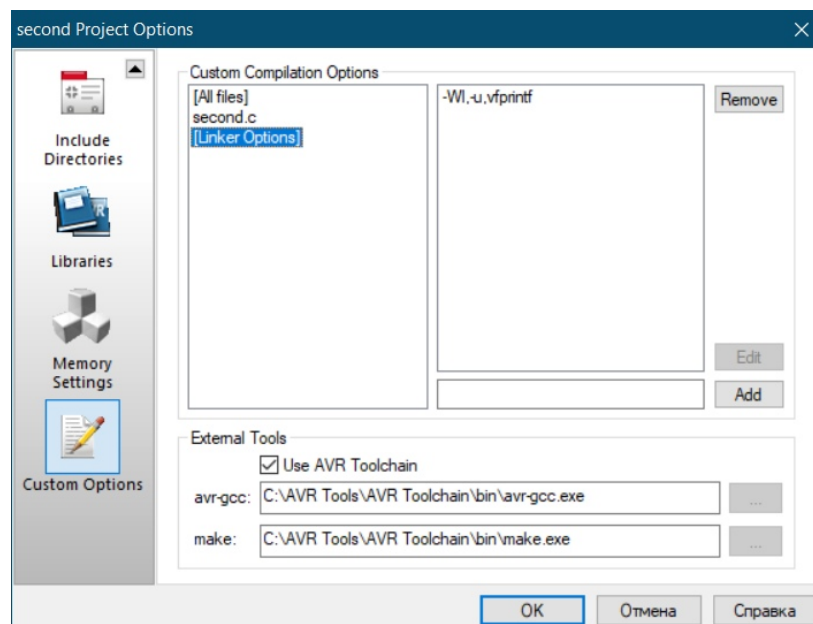 second Project Options
Include
Directories
Libraries
Memory
Settings
Custom Options
Custom Compilation Options
[All files]
second.c
[Linker Options]
-Wl,-u,vfprintf
Remove
Edit
Add
External Tools
Use AVR Toolchain
avr-gcc: C:\AVR Tools\AVR Toolchain\bin\avr-gcc.exe ...
make: C:\AVR Tools\AVR Toolchain\bin\make.exe ...
OK Отмена Справка